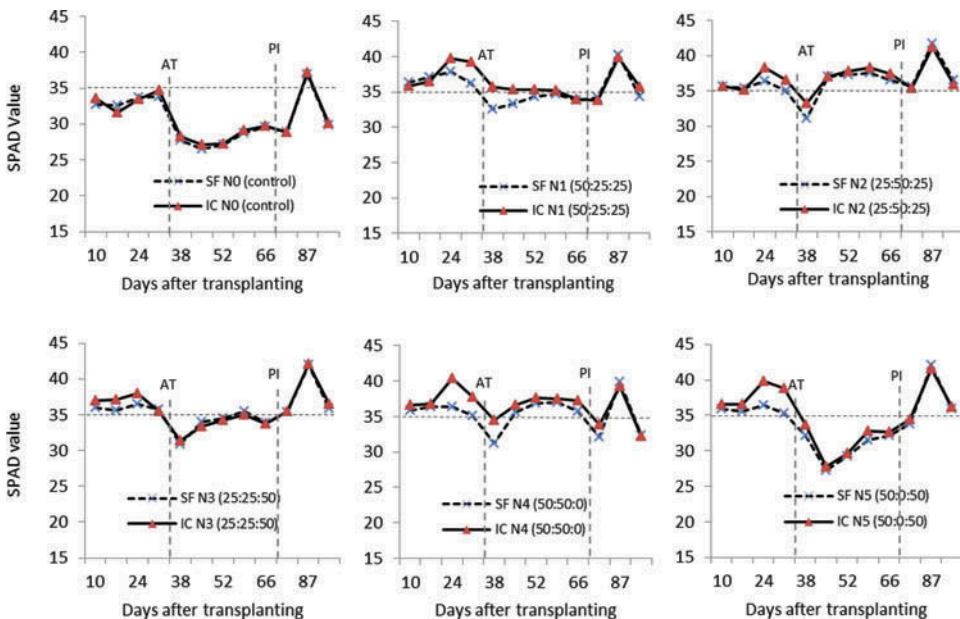 45
40
35
30
25
20
15
SPAD Value
AT
PI
SF N0 (control)
IC N0 (control)
10 24 38 52 66 87
Days after transplanting
45
40
35
30
25
20
15
AT
PI
SF N1 (50:25:25)
IC N1 (50:25:25)
10 24 38 52 66 87
Days after transplanting
45
40
35
30
25
20
15
AT
PI
SF N2 (25:50:25)
IC N2 (25:50:25)
10 24 38 52 66 87
Days after transplanting
45
40
35
30
25
20
15
SPAD value
AT
PI
SF N3 (25:25:50)
IC N3 (25:25:50)
10 24 38 52 66 87
Days after transplanting
45
40
35
30
25
20
15
AT
PI
SF N4 (50:50:0)
IC N4 (50:50:0)
10 24 38 52 66 87
Days after transplanting
45
40
35
30
25
20
15
AT
PI
SF N5 (50:0:50)
IC N5 (50:0:50)
10 24 38 52 66 87
Days after transplanting